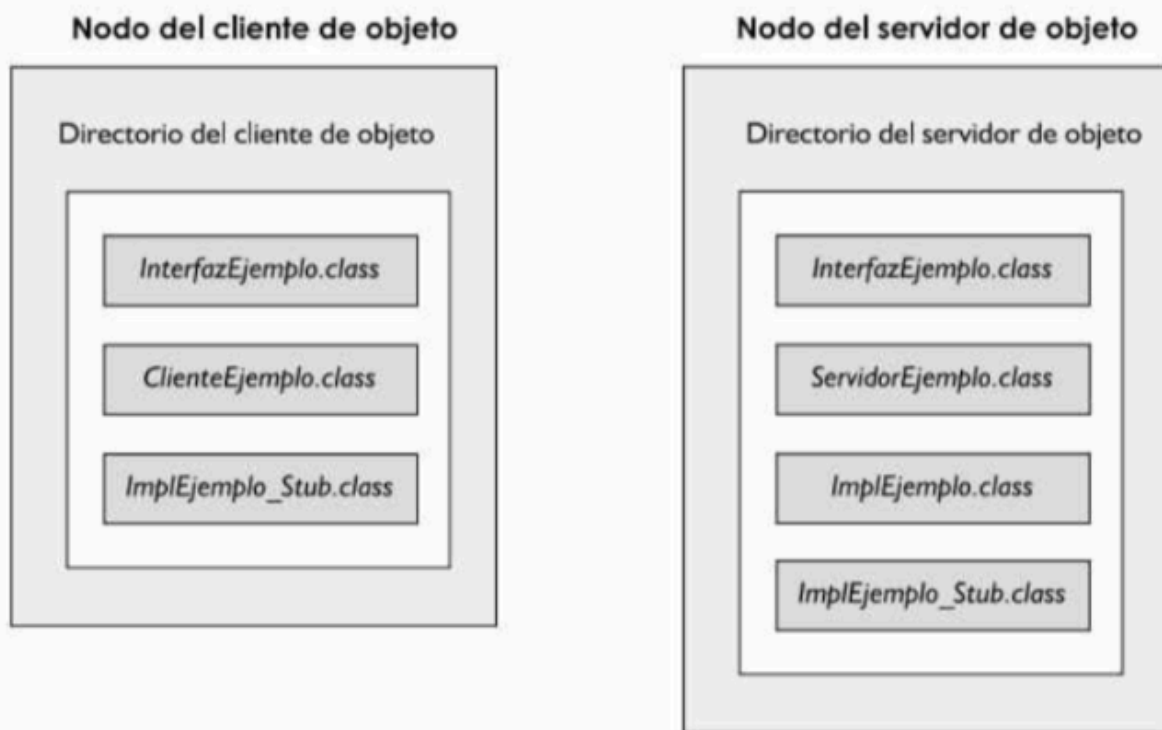 Nodo del cliente de objeto
Directorio del cliente de objeto
InterfazEjemplo.class
ClienteEjemplo.class
ImplEjemplo_Stub.class
Nodo del servidor de objeto
Directorio del servidor de objeto
InterfazEjemplo.class
ServidorEjemplo.class
ImplEjemplo.class
ImplEjemplo_Stub.class